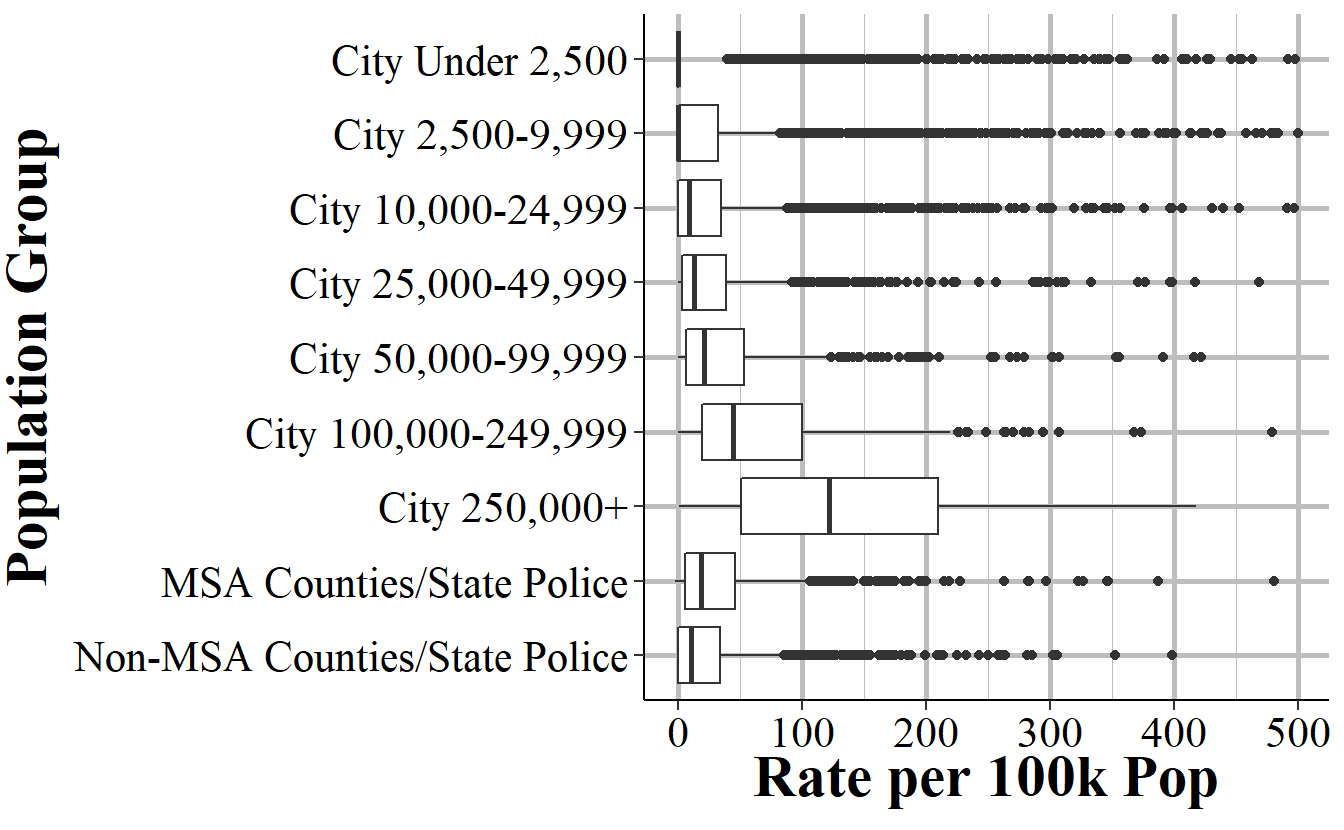 Population Group
City Under 2,500
City 2,500-9,999
City 10,000-24,999
City 25,000-49,999
City 50,000-99,999
City 100,000-249,999
City 250,000+
MSA Counties/State Police
Non-MSA Counties/State Police
0 100 200 300 400 500
Rate per 100k Pop